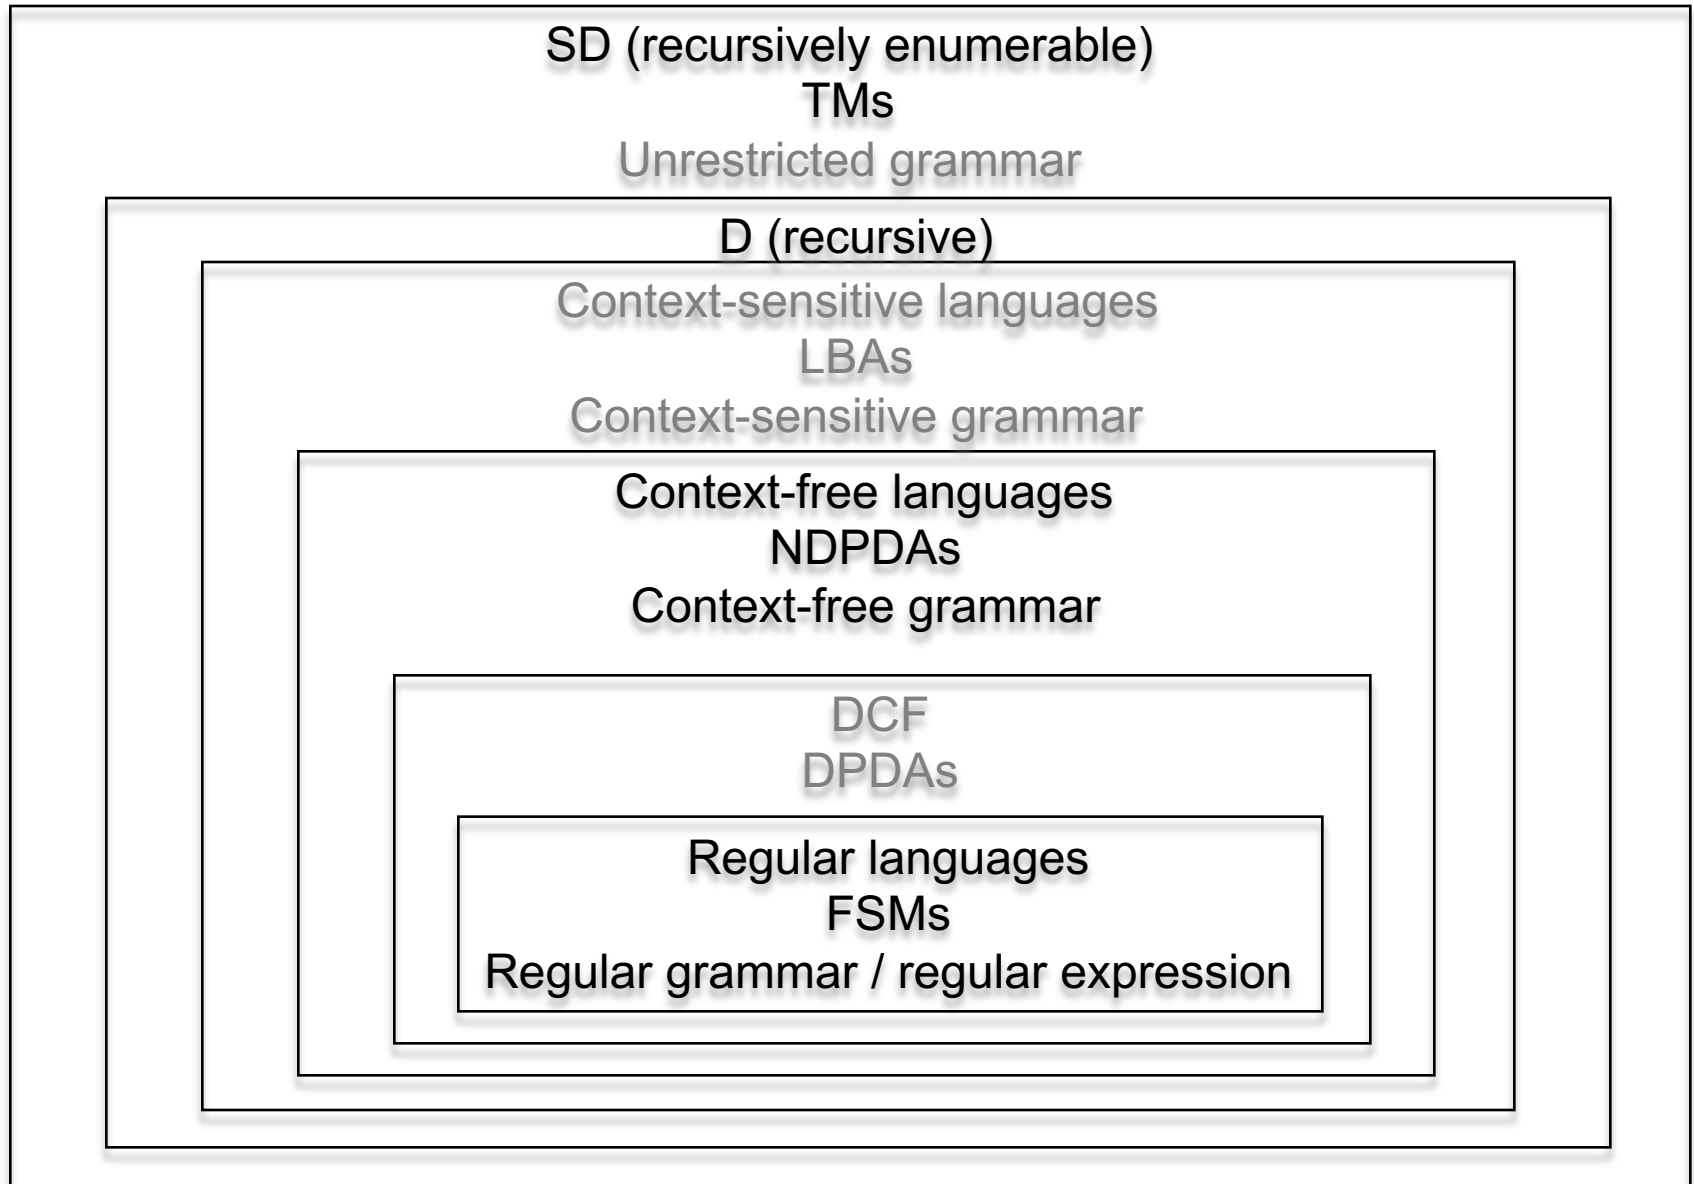 SD (recursively enumerable)
TMs
Unrestricted grammar
D (recursive)
Context-sensitive languages
LBAs
Context-sensitive grammar
Context-free languages
NDPDAs
Context-free grammar
DCF
DPDAs
Regular languages
FSMs
Regular grammar / regular expression